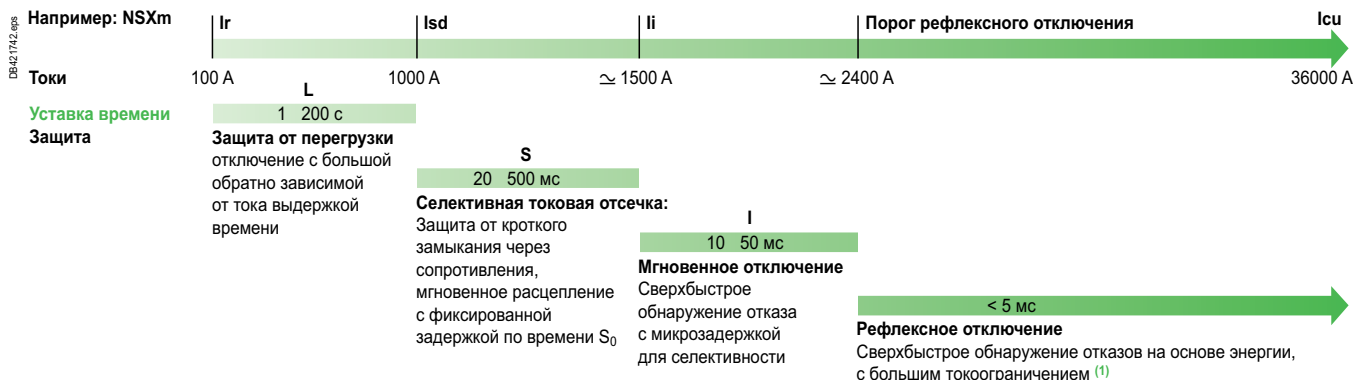 DB421742.eps
Например: NSXm
Ir
Isd
Ii
Порог рефлексного отключения
Icu
Токи
100 A
1000 A
≃ 1500 A
≃ 2400 A
36000 A
L
Уставка времени
1 200 с
Защита
Защита от перегрузки
отключение с большой
обратно зависимой
от тока выдержкой
времени
S
20 500 мс
Селективная токовая отсечка:
Защита от кроткого
замыкания через
сопротивления,
мгновенное расцепление
с фиксированной
задержкой по времени S₀
I
10 50 мс
Мгновенное отключение
Сверхбыстрое
обнаружение отказа
с микрозадержкой
для селективности
< 5 мс
Рефлексное отключение
Сверхбыстрое обнаружение отказов на основе энергии,
с большим токоограничением (1)